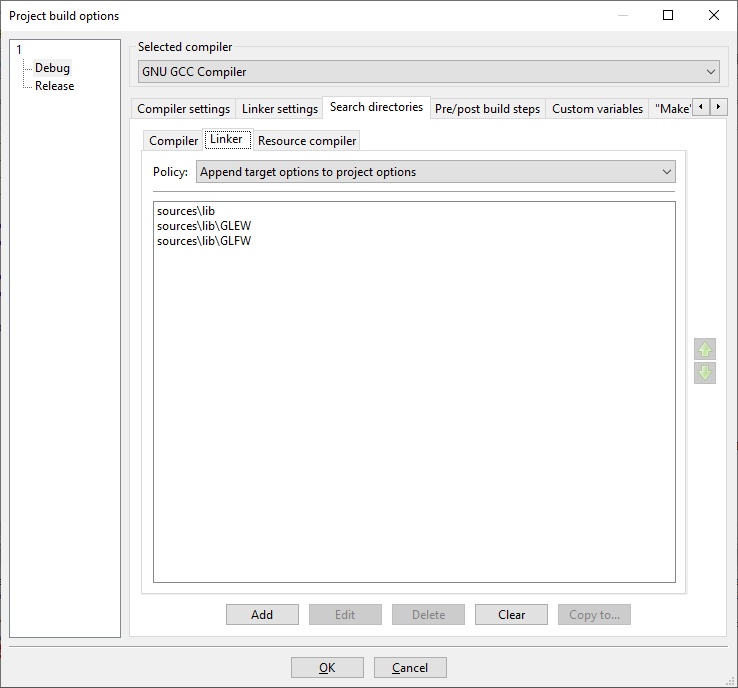 Project build options
1
Debug
Release
Selected compiler
GNU GCC Compiler
Compiler settings Linker settings Search directories Pre/post build steps Custom variables "Make"
Compiler Linker Resource compiler
Policy: Append target options to project options
sources\lib
sources\lib\GLEW
sources\lib\GLFW
Add Edit Delete Clear Copy to...
OK Cancel